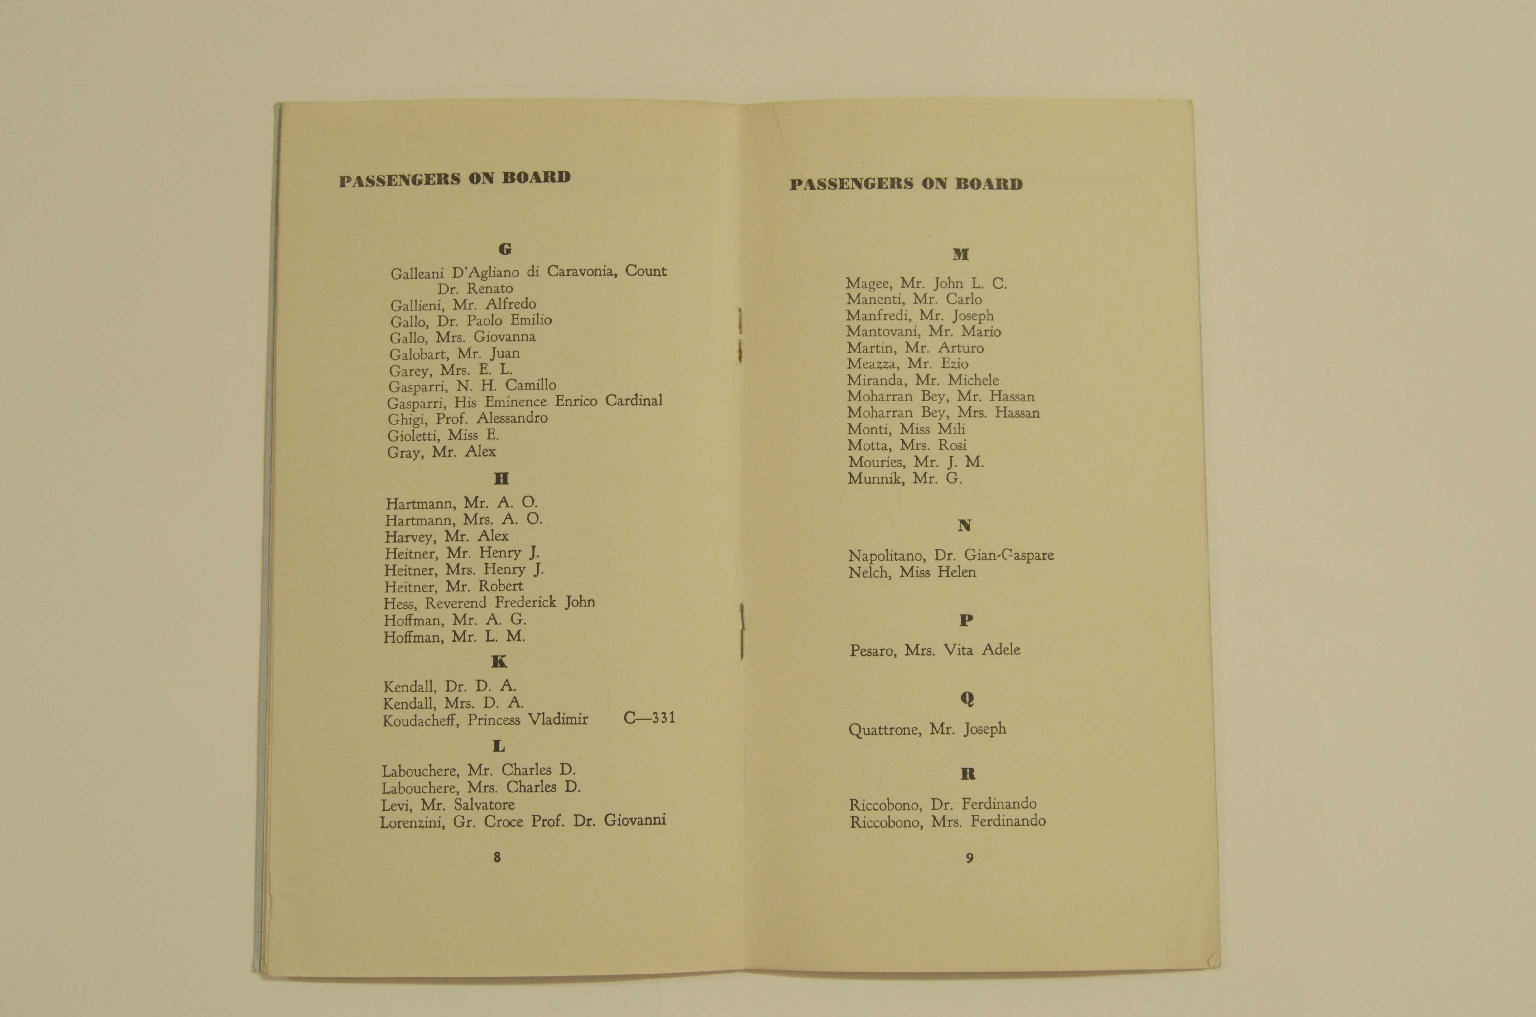 PASSENGERS ON BOARD
G
Galleani D'Agliano di Caravonia, Count
Dr. Renato
Gallieni, Mr. Alfredo
Gallo, Dr. Paolo Emilio
Gallo, Mrs. Giovanna
Galobart, Mr. Juan
Garey, Mrs. E. L.
Gasparri, N. H. Camillo
Gasparri, His Eminence Enrico Cardinal
Ghigi, Prof. Alessandro
Gioletti, Miss E.
Gray, Mr. Alex
H
Hartmann, Mr. A. O.
Hartmann, Mrs. A. O.
Harvey, Mr. Alex
Heitner, Mr. Henry J.
Heitner, Mrs. Henry J.
Heitner, Mr. Robert
Hess, Reverend Frederick John
Hoffman, Mr. A. G.
Hoffman, Mr. L. M.
K
Kendall, Dr. D. A.
Kendall, Mrs. D. A.
Koudacheff, Princess Vladimir C—331
L
Labouchere, Mr. Charles D.
Labouchere, Mrs. Charles D.
Levi, Mr. Salvatore
Lorenzini, Gr. Croce Prof. Dr. Giovanni
8
PASSENGERS ON BOARD
M
Magee, Mr. John L. C.
Manenti, Mr. Carlo
Manfredi, Mr. Joseph
Mantovani, Mr. Mario
Martin, Mr. Arturo
Meazza, Mr. Ezio
Miranda, Mr. Michele
Moharran Bey, Mr. Hassan
Moharran Bey, Mrs. Hassan
Monti, Miss Mili
Motta, Mrs. Rosi
Mouries, Mr. J. M.
Munnik, Mr. G.
N
Napolitano, Dr. Gian-Gaspare
Nelch, Miss Helen
P
Pesaro, Mrs. Vita Adele
Q
Quattrone, Mr. Joseph
R
Riccobono, Dr. Ferdinando
Riccobono, Mrs. Ferdinando
9